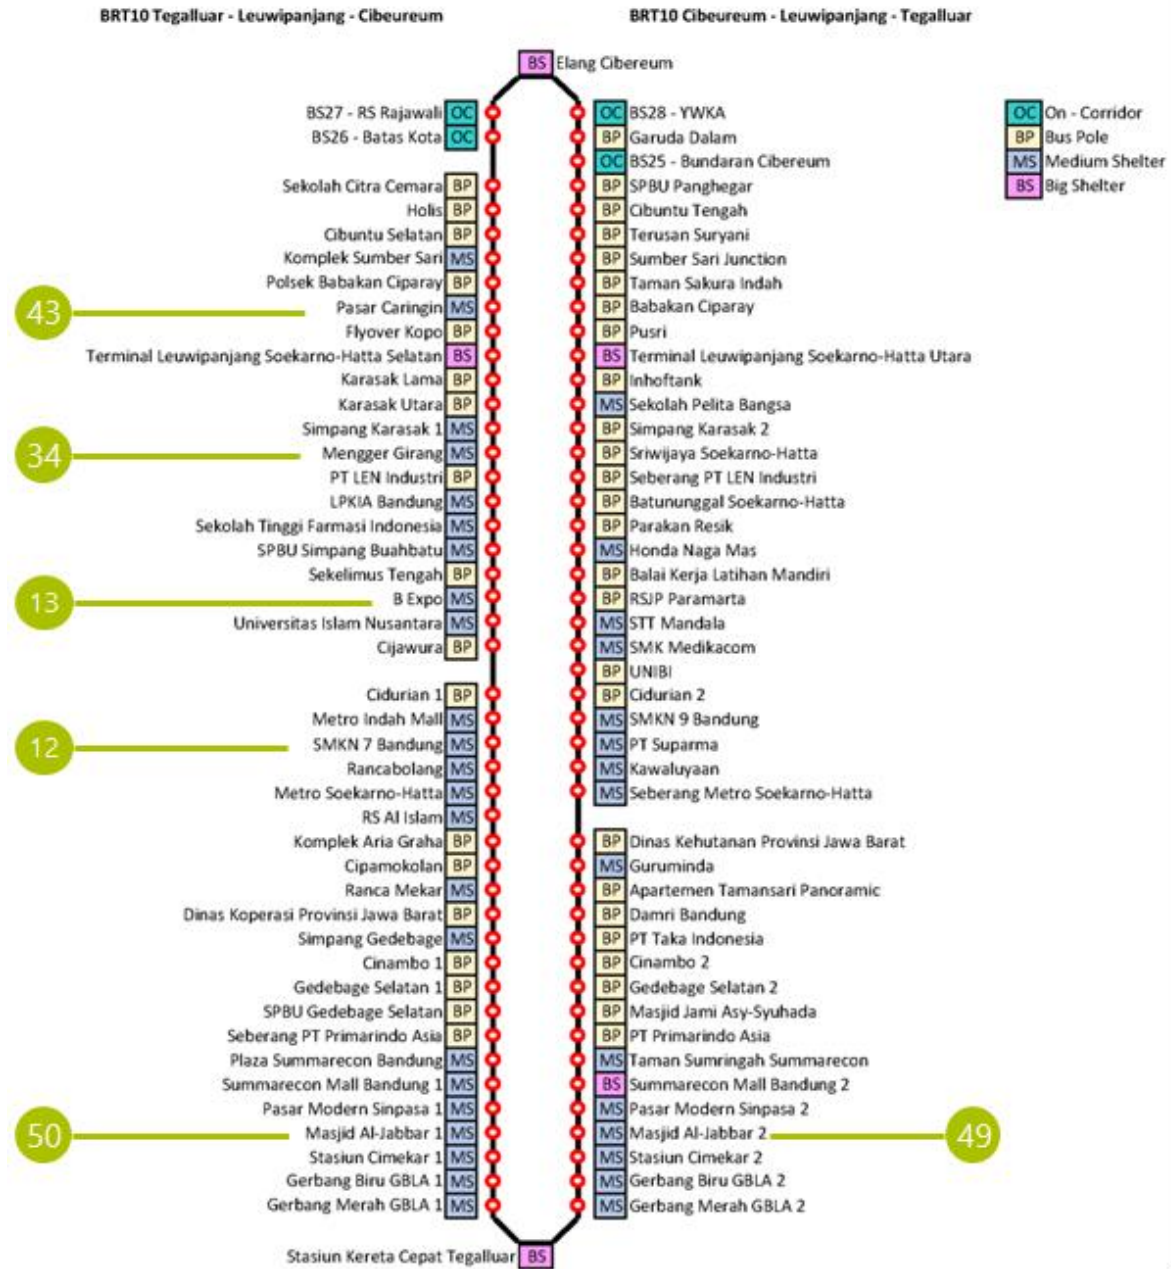 BRT10 Tegalluar - Leuwipanjang - Cibeureum
BRT10 Cibeureum - Leuwipanjang - Tegalluar
BS Elang Cibereum
BS27 - RS Rajawali OC
OC BS28 - YWKA
OC On - Corridor
BS26 - Batas Kota OC
BP Garuda Dalam
BP Bus Pole
OC BS25 - Bundaran Cibereum
MS Medium Shelter
Sekolah Citra Cemara BP
BP SPBU Panghegar
BS Big Shelter
Holis BP
BP Cibuntu Tengah
Cibuntu Selatan BP
BP Terusan Suryani
Komplek Sumber Sari MS
BP Sumber Sari Junction
Polsek Babakan Ciparay BP
BP Taman Sakura Indah
43
Pasar Caringin MS
BP Babakan Ciparay
Flyover Kopo BP
BP Pusri
Terminal Leuwipanjang Soekarno-Hatta Selatan BS
BS Terminal Leuwipanjang Soekarno-Hatta Utara
Karasak Lama BP
BP Inhoftank
Karasak Utara BP
MS Sekolah Pelita Bangsa
Simpang Karasak 1 MS
BP Simpang Karasak 2
34
Mengger Girang MS
BP Sriwijaya Soekarno-Hatta
PT LEN Industri BP
BP Seberang PT LEN Industri
LPKIA Bandung MS
BP Batununggal Soekarno-Hatta
Sekolah Tinggi Farmasi Indonesia MS
BP Parakan Resik
SPBU Simpang Buahbatu MS
MS Honda Naga Mas
Sekelimus Tengah BP
BP Balai Kerja Latihan Mandiri
13
B Expo MS
BP RSJP Paramarta
Universitas Islam Nusantara MS
MS STT Mandala
Cijawura BP
MS SMK Medikacom
BP UNIBI
Cidurian 1 BP
BP Cidurian 2
Metro Indah Mall MS
MS SMKN 9 Bandung
12
SMKN 7 Bandung MS
MS PT Suparma
Rancabolang MS
MS Kawaluyaan
Metro Soekarno-Hatta MS
MS Seberang Metro Soekarno-Hatta
RS Al Islam MS
Komplek Aria Graha BP
BP Dinas Kehutanan Provinsi Jawa Barat
Cipamokolan BP
MS Guruminda
Ranca Mekar MS
BP Apartemen Tamansari Panoramic
Dinas Koperasi Provinsi Jawa Barat BP
BP Damri Bandung
Simpang Gedebage MS
BP PT Taka Indonesia
Cinambo 1 BP
BP Cinambo 2
Gedebage Selatan 1 BP
BP Gedebage Selatan 2
SPBU Gedebage Selatan BP
BP Masjid Jami Asy-Syuhada
Seberang PT Primarindo Asia BP
BP PT Primarindo Asia
Plaza Summarecon Bandung MS
MS Taman Sumringah Summarecon
Summarecon Mall Bandung 1 MS
BS Summarecon Mall Bandung 2
Pasar Modern Sinpasa 1 MS
MS Pasar Modern Sinpasa 2
50
Masjid Al-Jabbar 1 MS
MS Masjid Al-Jabbar 2
49
Stasiun Cimekar 1 MS
MS Stasiun Cimekar 2
Gerbang Biru GBLA 1 MS
MS Gerbang Biru GBLA 2
Gerbang Merah GBLA 1 MS
MS Gerbang Merah GBLA 2
Stasiun Kereta Cepat Tegalluar BS